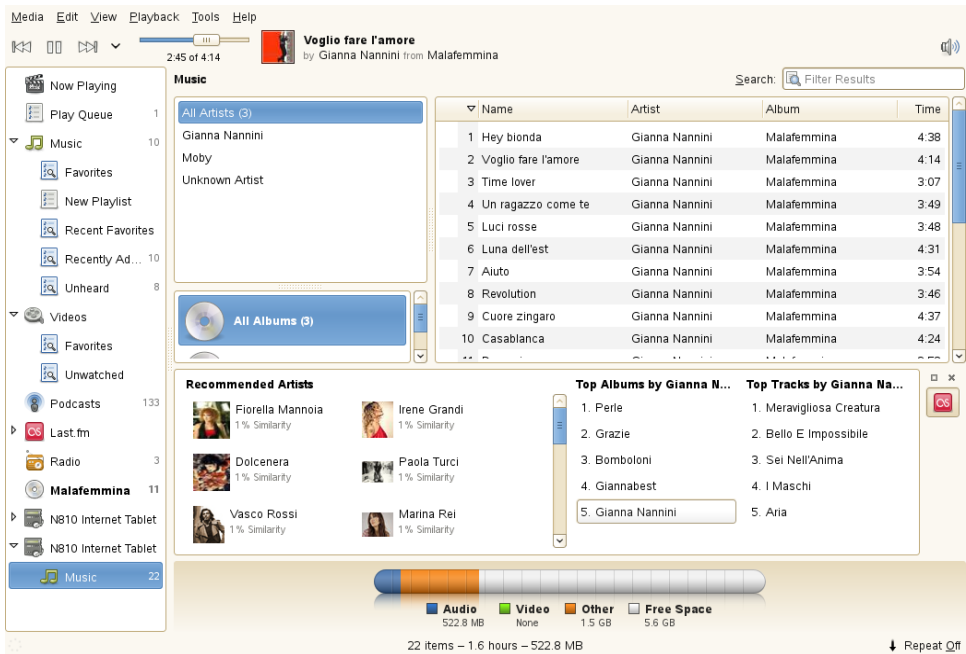 Media Edit View Playback Tools Help
Voglio fare l'amore
by Gianna Nannini from Malafemmina
2:45 of 4:14
Now Playing
Play Queue 1
Music 10
Favorites
New Playlist
Recent Favorites
Recently Ad... 10
Unheard 8
Videos
Favorites
Unwatched
Podcasts 133
Last.fm
Radio 3
Malafemmina 11
N810 Internet Tablet
N810 Internet Tablet
Music 22
Music
Search: Filter Results
All Artists (3)
Gianna Nannini
Moby
Unknown Artist
All Albums (3)
Name Artist Album Time
1 Hey bionda Gianna Nannini Malafemmina 4:38
2 Voglio fare l'amore Gianna Nannini Malafemmina 4:14
3 Time lover Gianna Nannini Malafemmina 3:07
4 Un ragazzo come te Gianna Nannini Malafemmina 3:49
5 Luci rosse Gianna Nannini Malafemmina 3:48
6 Luna dell'est Gianna Nannini Malafemmina 4:31
7 Aiuto Gianna Nannini Malafemmina 3:54
8 Revolution Gianna Nannini Malafemmina 3:46
9 Cuore zingaro Gianna Nannini Malafemmina 4:37
10 Casablanca Gianna Nannini Malafemmina 4:24
Recommended Artists
Fiorella Mannoia
1% Similarity
Irene Grandi
1% Similarity
Dolcenera
1% Similarity
Paola Turci
1% Similarity
Vasco Rossi
1% Similarity
Marina Rei
1% Similarity
Top Albums by Gianna N...
1. Perle
2. Grazie
3. Bomboloni
4. Giannabest
5. Gianna Nannini
Top Tracks by Gianna Na...
1. Meravigliosa Creatura
2. Bello E Impossibile
3. Sei Nell'Anima
4. I Maschi
5. Aria
Audio Video Other Free Space
522.8 MB None 1.5 GB 5.6 GB
22 items – 1.6 hours – 522.8 MB
Repeat Off